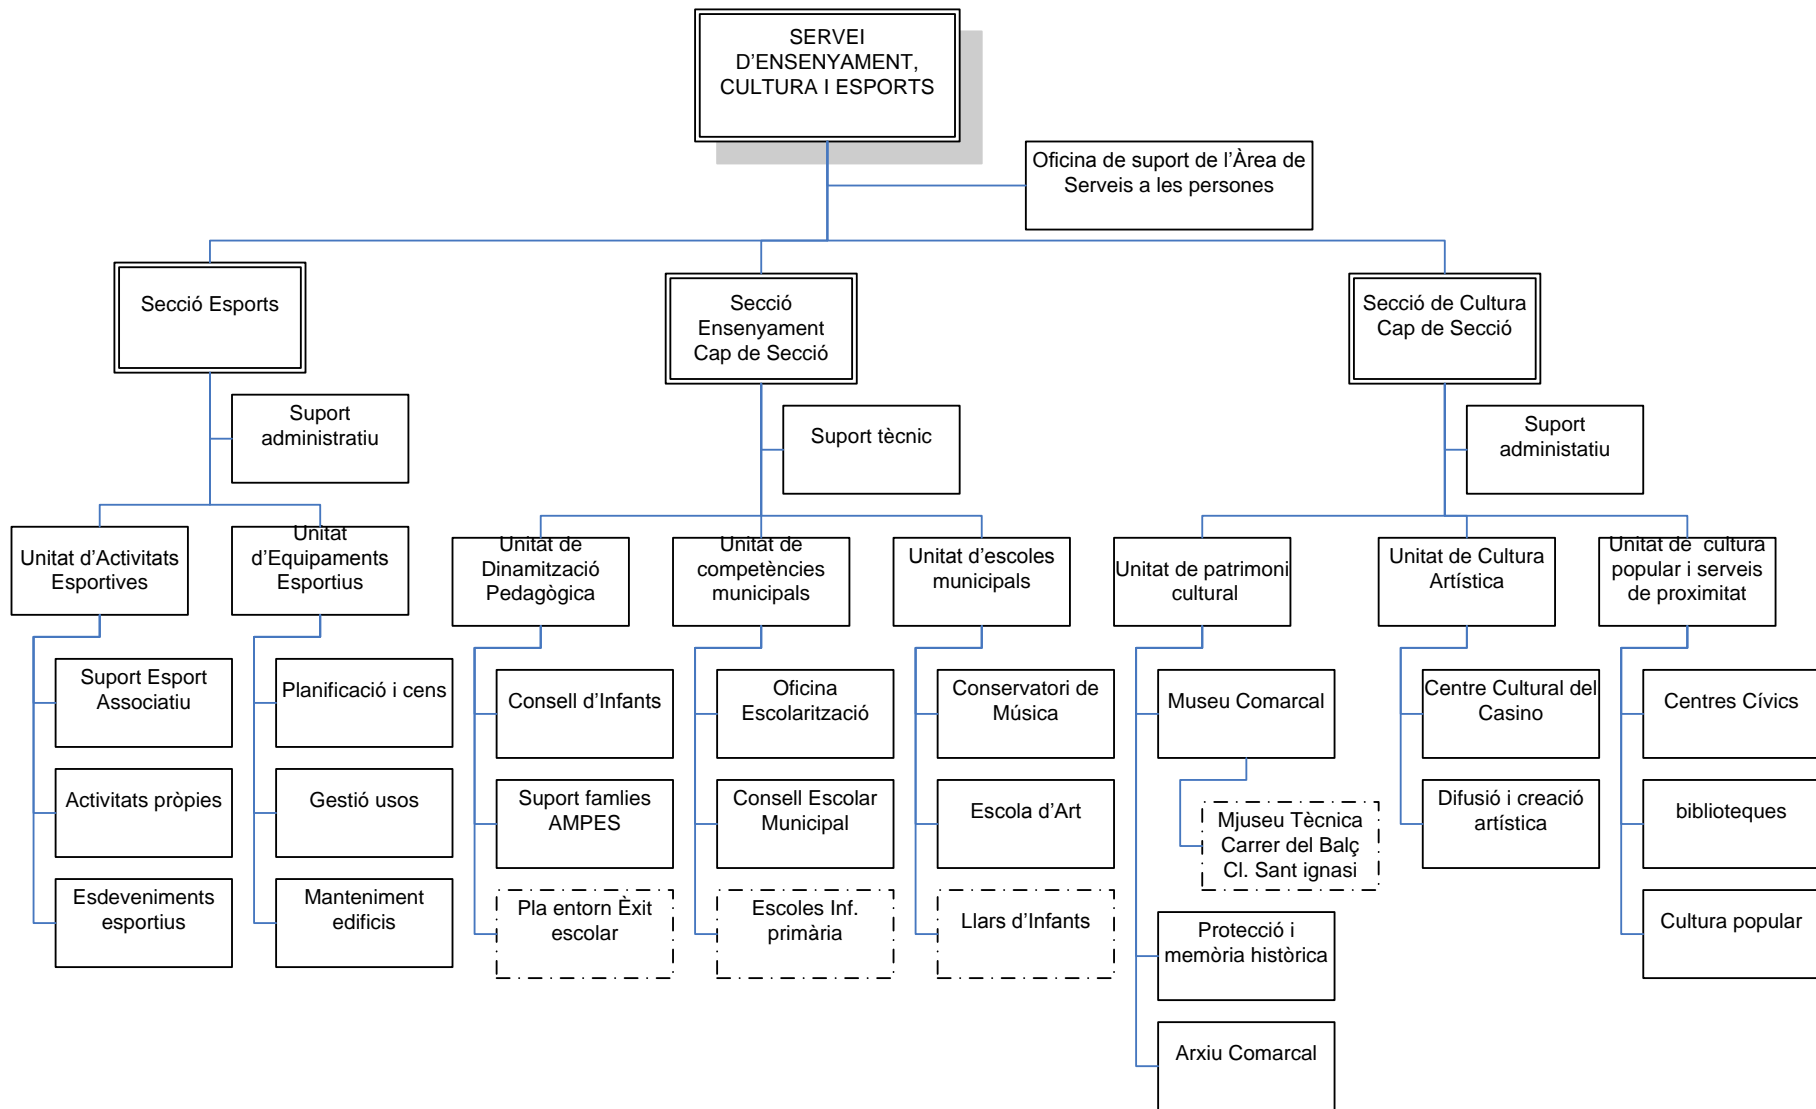 SERVEI
D'ENSENYAMENT,
CULTURA I ESPORTS
Oficina de suport de l'Àrea de
Serveis a les persones
Secció Esports
Secció
Ensenyament
Cap de Secció
Secció de Cultura
Cap de Secció
Suport
administratiu
Suport tècnic
Suport
administatiu
Unitat d'Activitats
Esportives
Unitat
d'Equipaments
Esportius
Unitat de
Dinamització
Pedagògica
Unitat de
competències
municipals
Unitat d'escoles
municipals
Unitat de patrimoni
cultural
Unitat de Cultura
Artística
Unitat de  cultura
popular i serveis
de proximitat
Suport Esport
Associatiu
Planificació i cens
Consell d'Infants
Oficina
Escolarització
Conservatori de
Música
Museu Comarcal
Centre Cultural del
Casino
Centres Cívics
Activitats pròpies
Gestió usos
Suport famlies
AMPES
Consell Escolar
Municipal
Escola d'Art
Mjuseu Tècnica
Carrer del Balç
Cl. Sant ignasi
Difusió i creació
artística
biblioteques
Esdeveniments
esportius
Manteniment
edificis
Pla entorn Èxit
escolar
Escoles Inf.
primària
Llars d'Infants
Protecció i
memòria històrica
Cultura popular
Arxiu Comarcal